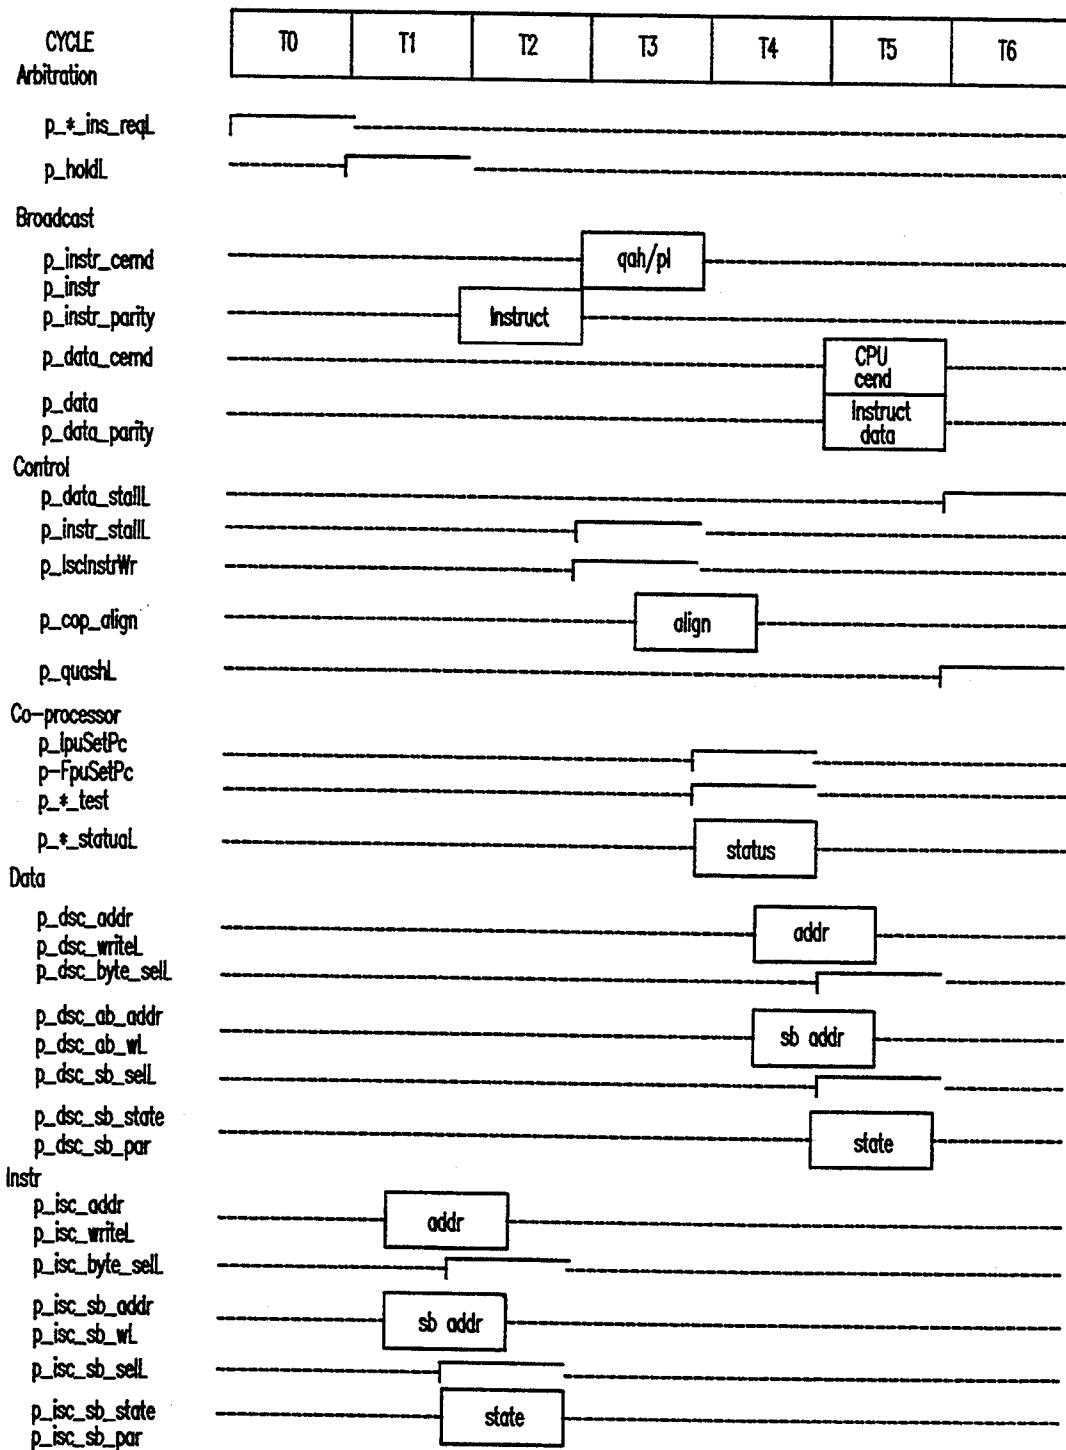 CYCLE T0 T1 T2 T3 T4 T5 T6
Arbitration
p_*_ins_reqL
p_holdL
Broadcast
p_instr_cemd qah/pl
p_instr
p_instr_parity Instruct
p_data_cemd CPU
cend
p_data Instruct
p_data_parity data
Control
p_data_stallL
p_instr_stallL
p_IscInstrWr
p_cop_align align
p_quashL
Co-processor
p_IpuSetPc
p-FpuSetPc
p_*_test
p_*_statuaL status
Data
p_dsc_addr addr
p_dsc_writeL
p_dsc_byte_selL
p_dsc_ab_addr sb addr
p_dsc_ab_wL
p_dsc_sb_selL
p_dsc_sb_state state
p_dsc_sb_par
Instr
p_isc_addr addr
p_isc_writeL
p_isc_byte_selL
p_isc_sb_addr sb addr
p_isc_sb_wL
p_isc_sb_selL
p_isc_sb_state state
p_isc_sb_par